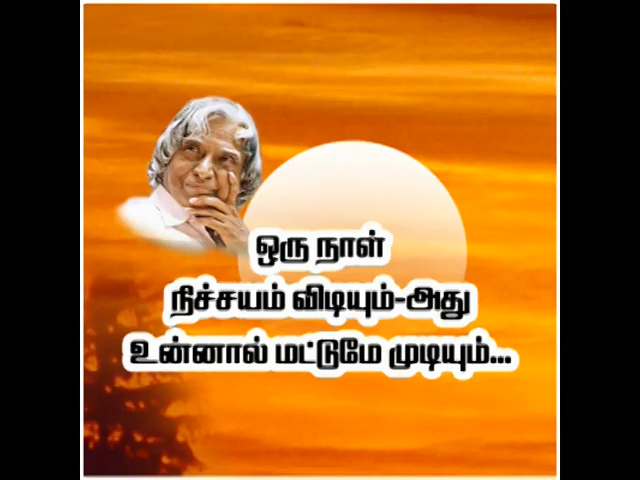 ஒரு நாள்
நிச்சயம் விடியும்-அது
உன்னால் மட்டுமே முடியும்...